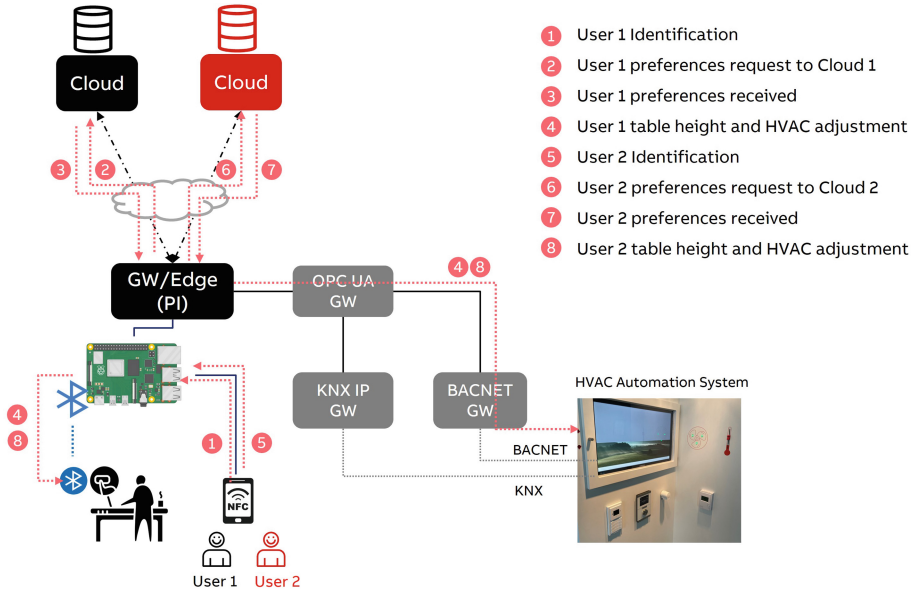 Cloud
Cloud
1 User 1 Identification
2 User 1 preferences request to Cloud 1
3 User 1 preferences received
4 User 1 table height and HVAC adjustment
5 User 2 Identification
6 User 2 preferences request to Cloud 2
7 User 2 preferences received
8 User 2 table height and HVAC adjustment
3
2
6
7
GW/Edge
(PI)
4 8
OPC UA
GW
KNX IP
GW
BACNET
GW
HVAC Automation System
BACNET
KNX
4
8
1
5
NFC
User 1
User 2